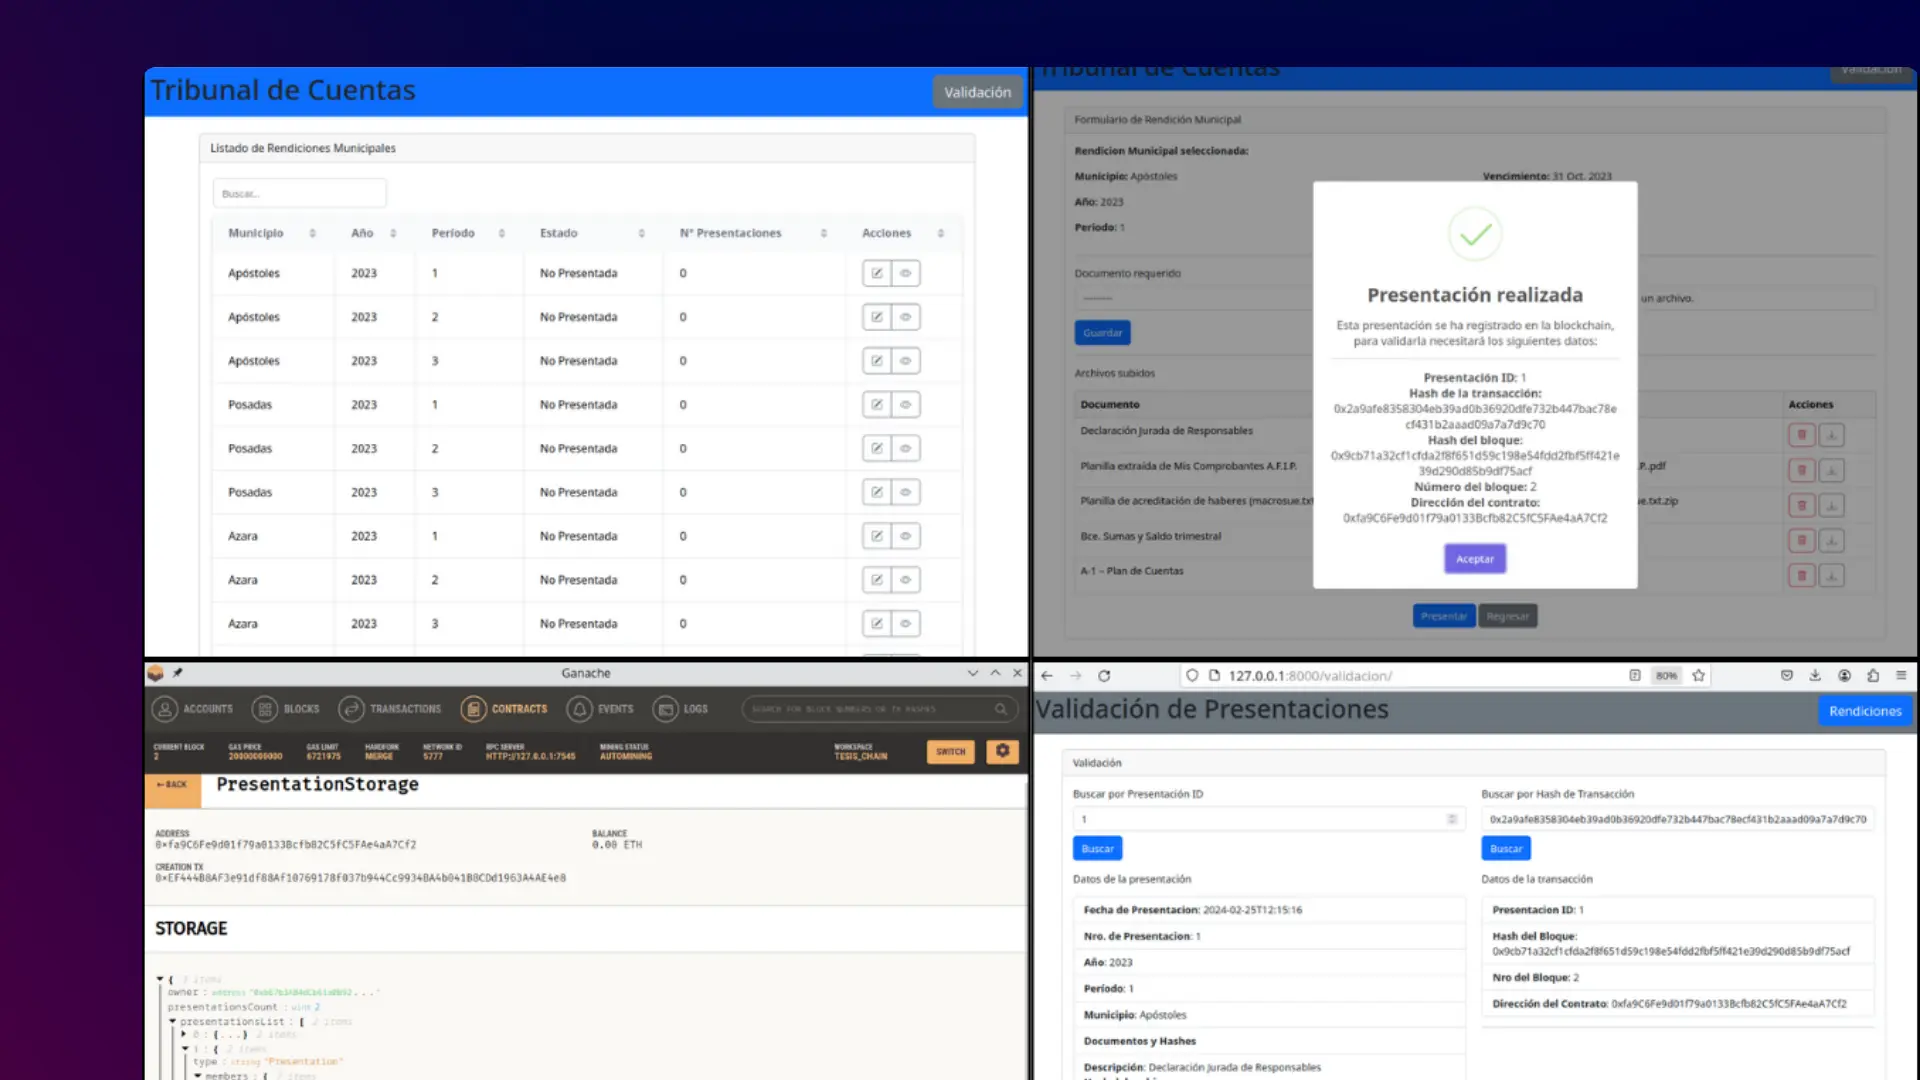 Tribunal de Cuentas
Validación
Listado de Rendiciones Municipales
Buscar...
Municipio Año Período Estado N° Presentaciones Acciones
Apóstoles 2023 1 No Presentada 0
Apóstoles 2023 2 No Presentada 0
Apóstoles 2023 3 No Presentada 0
Posadas 2023 1 No Presentada 0
Posadas 2023 2 No Presentada 0
Posadas 2023 3 No Presentada 0
Azara 2023 1 No Presentada 0
Azara 2023 2 No Presentada 0
Azara 2023 3 No Presentada 0
Tribunal de Cuentas
Validación
Formulario de Rendición Municipal
Rendicion Municipal seleccionada:
Municipio: Apóstoles
Vencimiento: 31 Oct. 2023
Año: 2023
Período: 1
Documento requerido
un archivo.
Guardar
Archivos subidos
Documento
Acciones
Declaración Jurada de Responsables
Planilla extraída de Mis Comprobantes A.F.I.P.
P..pdf
Planilla de acreditación de haberes (macrosue.txt
ue.txt.zip
Bce. Sumas y Saldo trimestral
A-1 – Plan de Cuentas
Presentar
Regresar
Presentación realizada
Esta presentación se ha registrado en la blockchain,
para validarla necesitará los siguientes datos:
Presentación ID: 1
Hash de la transacción:
0x2a9afe8358304eb39ad0b36920dfe732b447bac78e
cf431b2aaad09a7a7d9c70
Hash del bloque:
0x9cb71a32cf1cfda2f8f651d59c198e54fdd2fbf5ff421e
39d290d85b9df75acf
Número del bloque: 2
Dirección del contrato:
0xfa9C6Fe9d01f79a0133Bcfb82C5fC5FAe4aA7Cf2
Aceptar
Ganache
ACCOUNTS
BLOCKS
TRANSACTIONS
CONTRACTS
EVENTS
LOGS
SEARCH FOR BLOCK NUMBERS OR TX HASHES
CURRENT BLOCK
2
GAS PRICE
20000000000
GAS LIMIT
6721975
HARDFORK
MERGE
NETWORK ID
5777
RPC SERVER
HTTP://127.0.0.1:7545
MINING STATUS
AUTOMINING
WORKSPACE
TESIS_CHAIN
SWITCH
← BACK
PresentationStorage
ADDRESS
0xfa9C6Fe9d01f79a0133Bcfb82C5fC5FAe4aA7Cf2
BALANCE
0.00 ETH
CREATION TX
STORAGE
{ 3 items
owner : address
presentationsCount : uint 2
presentationsList : [ 2 items
0 : {...} 2 items
1 : { 2 items
type : string "Presentation"
members : {
127.0.0.1:8000/validacion/
80%
Validación de Presentaciones
Rendiciones
Validación
Buscar por Presentación ID
1
Buscar
Datos de la presentación
Fecha de Presentacion: 2024-02-25T12:15:16
Nro. de Presentacion: 1
Año: 2023
Período: 1
Municipio: Apóstoles
Documentos y Hashes
Descripción: Declaración Jurada de Responsables
Buscar por Hash de Transacción
0x2a9afe8358304eb39ad0b36920dfe732b447bac78ecf431b2aaad09a7a7d9c70
Buscar
Datos de la transacción
Presentacion ID: 1
Hash del Bloque:
0x9cb71a32cf1cfda2f8f651d59c198e54fdd2fbf5ff421e39d290d85b9df75acf
Nro del Bloque: 2
Dirección del Contrato: 0xfa9C6Fe9d01f79a0133Bcfb82C5fC5FAe4aA7Cf2